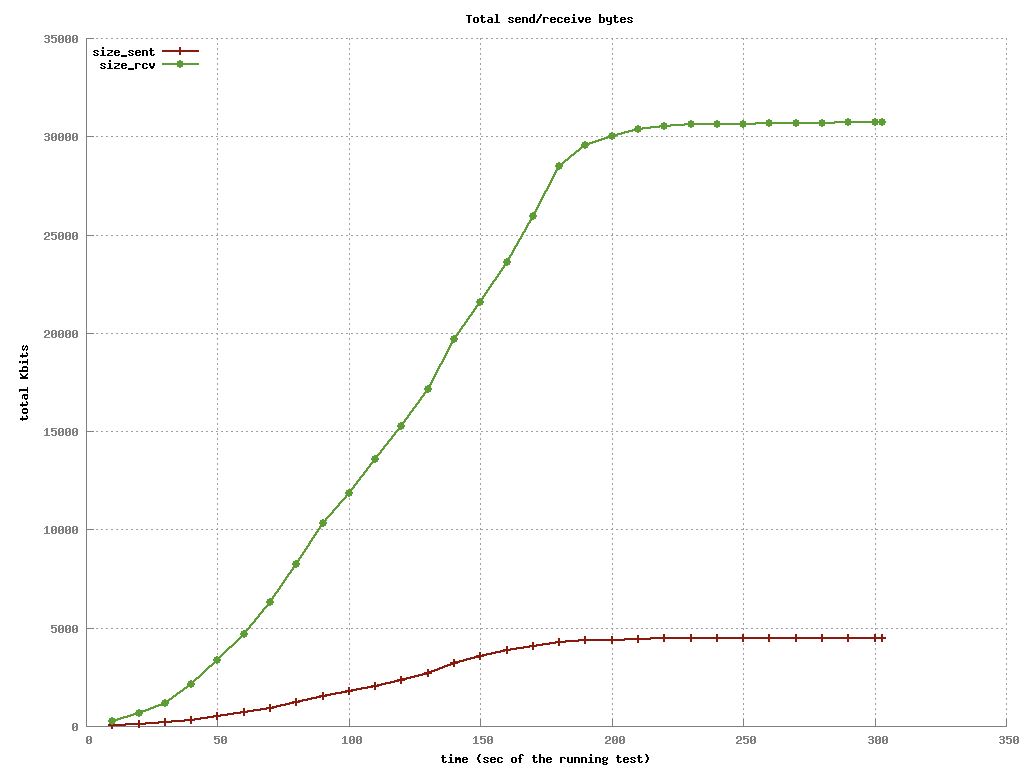 Total send/receive bytes
35000
size_sent
size_rcv
30000
25000
20000
total Kbits
15000
10000
5000
0
0 50 100 150 200 250 300 350
time (sec of the running test)